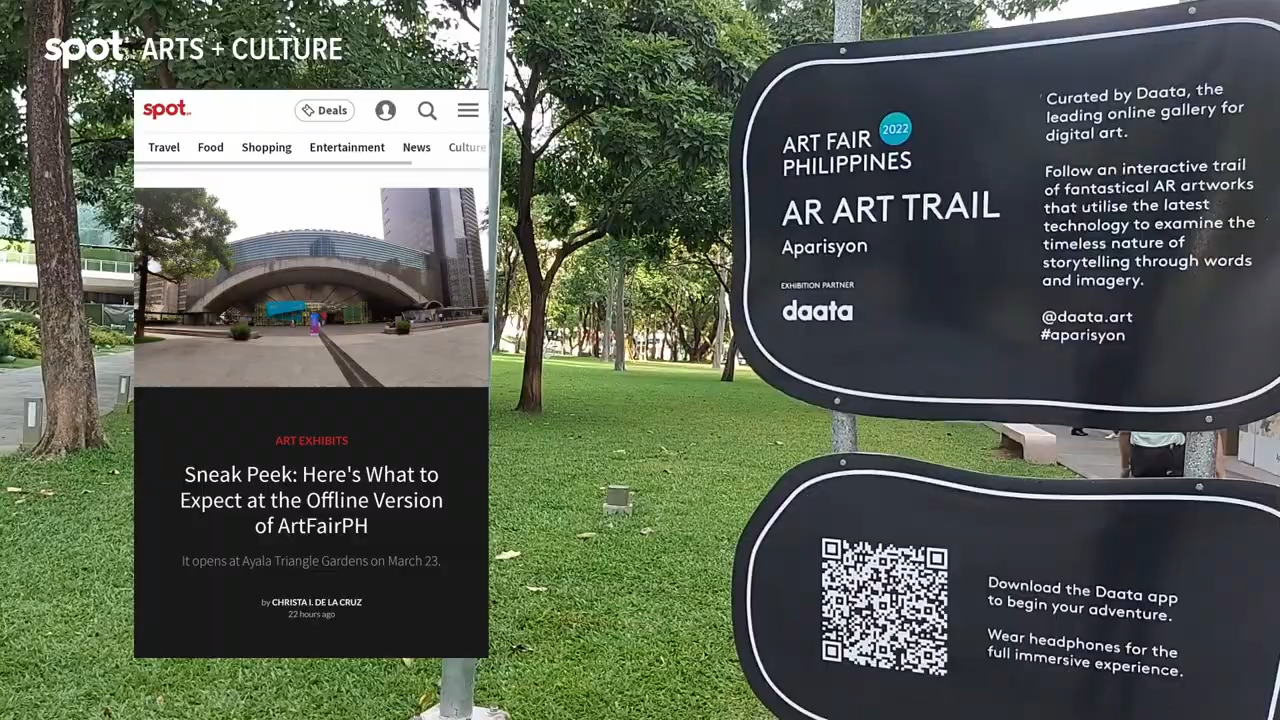 spot ARTS + CULTURE
spot.
Deals
Travel Food Shopping Entertainment News Culture
ART EXHIBITS
Sneak Peek: Here's What to
Expect at the Offline Version
of ArtFairPH
It opens at Ayala Triangle Gardens on March 23.
by CHRISTA I. DE LA CRUZ
22 hours ago
ART FAIR 2022
PHILIPPINES
AR ART TRAIL
Aparisyon
EXHIBITION PARTNER
daata
Curated by Daata, the
leading online gallery for
digital art.
Follow an interactive trail
of fantastical AR artworks
that utilise the latest
technology to examine the
timeless nature of
storytelling through words
and imagery.
@daata.art
#aparisyon
Download the Daata app
to begin your adventure.
Wear headphones for the
full immersive experience.